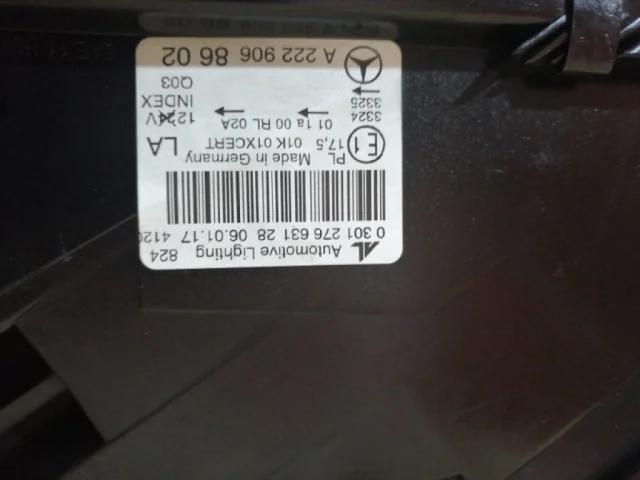 AL Automotive Lighting 824
0 301 276 631 28 06.01.17
PL Made in Germany
E1 17,5 01K 01XCERT LA
3324 01 1a 00 RL 02A
3325 INDEX
Q03
A 222 906 86 02